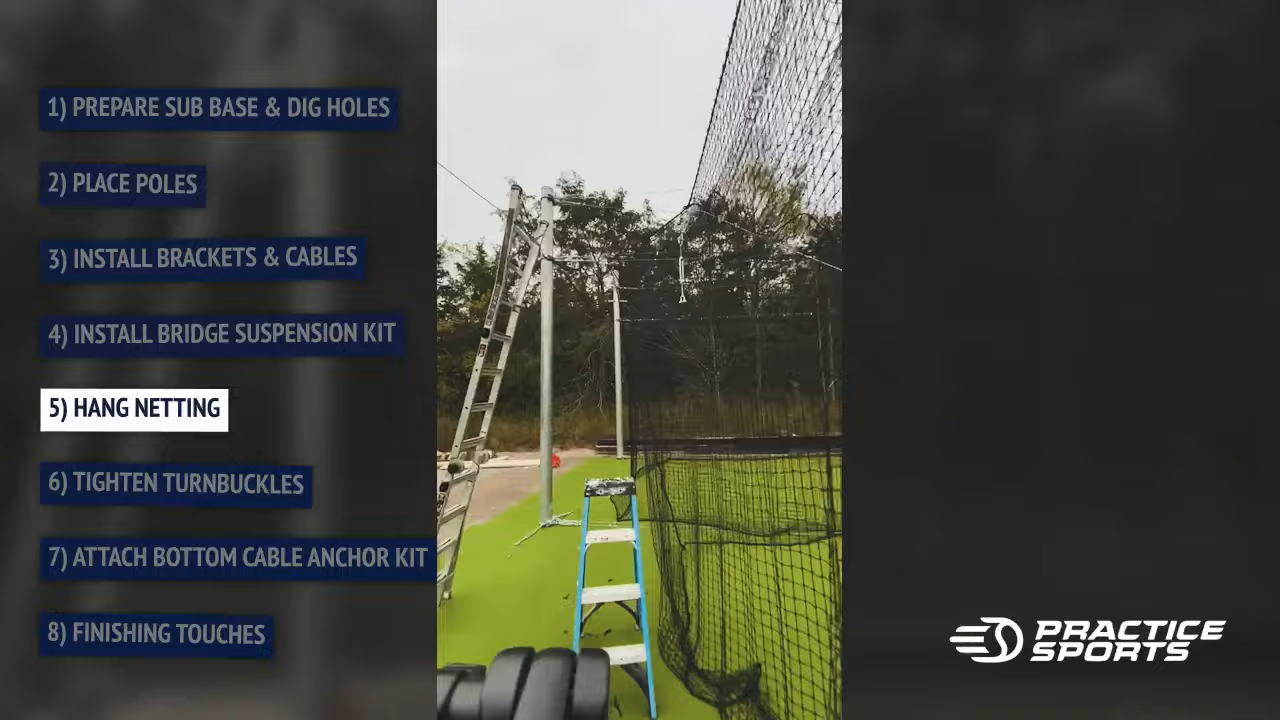 1) PREPARE SUB BASE & DIG HOLES
2) PLACE POLES
3) INSTALL BRACKETS & CABLES
4) INSTALL BRIDGE SUSPENSION KIT
5) HANG NETTING
6) TIGHTEN TURNBUCKLES
7) ATTACH BOTTOM CABLE ANCHOR KIT
8) FINISHING TOUCHES
PRACTICE
SPORTS